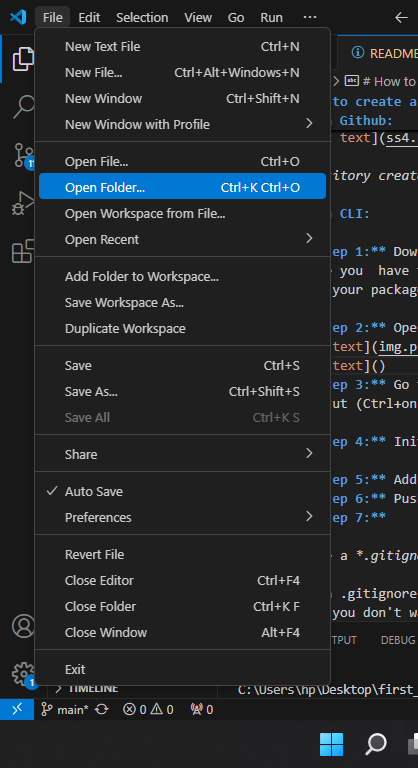 File Edit Selection View Go Run ...
New Text File Ctrl+N
New File... Ctrl+Alt+Windows+N
New Window Ctrl+Shift+N
New Window with Profile
Open File... Ctrl+O
Open Folder... Ctrl+K Ctrl+O
Open Workspace from File...
Open Recent
Add Folder to Workspace...
Save Workspace As...
Duplicate Workspace
Save Ctrl+S
Save As... Ctrl+Shift+S
Save All Ctrl+K S
Share
Auto Save
Preferences
Revert File
Close Editor Ctrl+F4
Close Folder Ctrl+K F
Close Window Alt+F4
Exit
README
# How to
to create a
Github:
text](ss4.
itory create
CLI:
ep 1:** Dow
you have
your package
ep 2:** Ope
text](img.p
text]()
ep 3:** Go
ut (Ctrl+on
ep 4:** Ini
ep 5:** Add
ep 6:** Pus
ep 7:**
a *.gitign
.gitignore
you don't w
TPUT DEBUG
TIMELINE
C:\Users\hp\Desktop\first_
main* 0 0 0